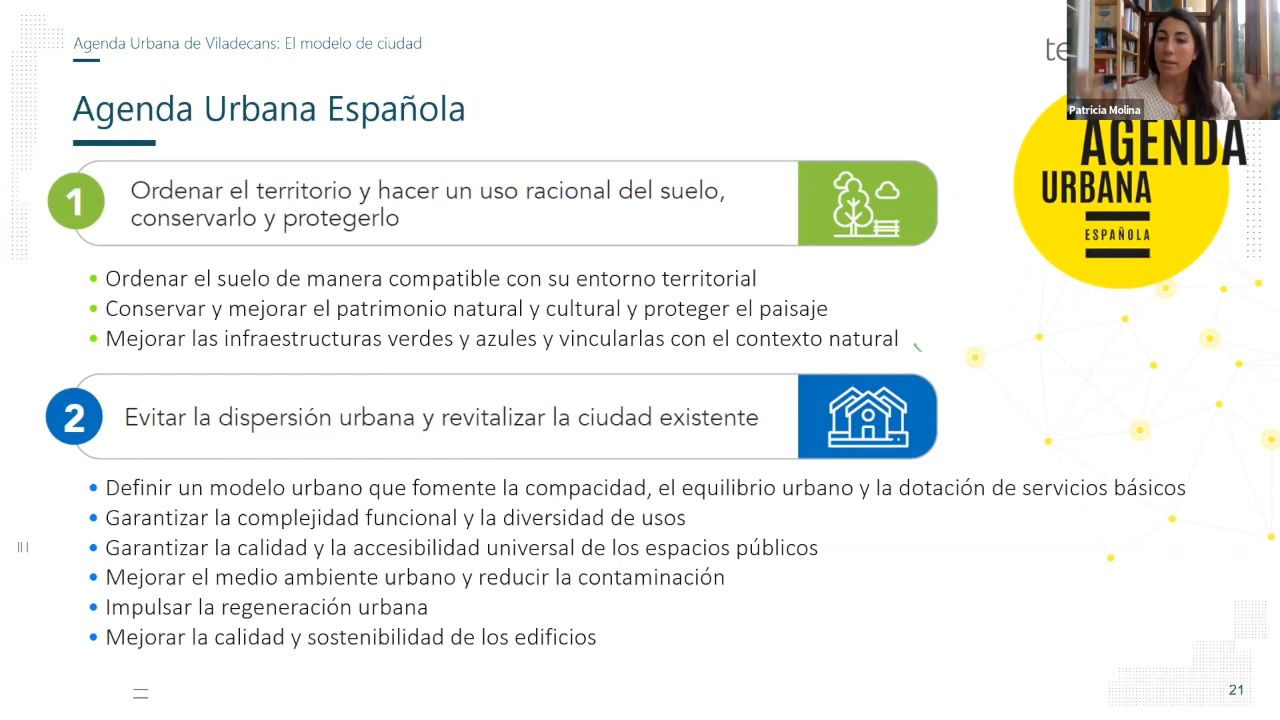 Agenda Urbana de Viladecans: El modelo de ciudad
Patricia Molina
Agenda Urbana Española
AGENDA
URBANA
ESPAÑOLA
1
Ordenar el territorio y hacer un uso racional del suelo,
conservarlo y protegerlo
• Ordenar el suelo de manera compatible con su entorno territorial
• Conservar y mejorar el patrimonio natural y cultural y proteger el paisaje
• Mejorar las infraestructuras verdes y azules y vincularlas con el contexto natural
2
Evitar la dispersión urbana y revitalizar la ciudad existente
• Definir un modelo urbano que fomente la compacidad, el equilibrio urbano y la dotación de servicios básicos
• Garantizar la complejidad funcional y la diversidad de usos
• Garantizar la calidad y la accesibilidad universal de los espacios públicos
• Mejorar el medio ambiente urbano y reducir la contaminación
• Impulsar la regeneración urbana
• Mejorar la calidad y sostenibilidad de los edificios
21